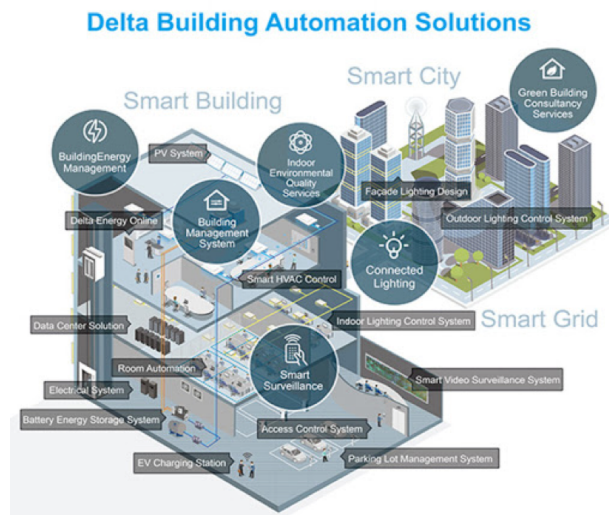 Delta Building Automation Solutions
Smart City
Green Building
Consultancy
Services
Smart Building
BuildingEnergy
Management
PV System
Indoor
Environmental
Quality
Services
Façade Lighting Design
Delta Energy Online
Building
Management
System
Outdoor Lighting Control System
Connected
Lighting
Smart HVAC Control
Smart Grid
Data Center Solution
Indoor Lighting Control System
Room Automation
Smart
Surveillance
Smart Video Surveillance System
Electrical System
Battery Energy Storage System
Access Control System
EV Charging Station
Parking Lot Management System